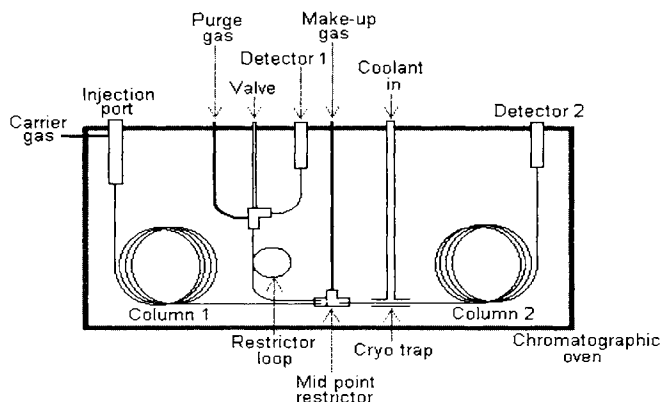 Purge
gas
Make-up
gas
Detector 1
Valve
Coolant
in
Injection
port
Detector 2
Carrier
gas
Column 1
Column 2
Restrictor
loop
Cryo trap
Chromatographic
oven
Mid point
restrictor